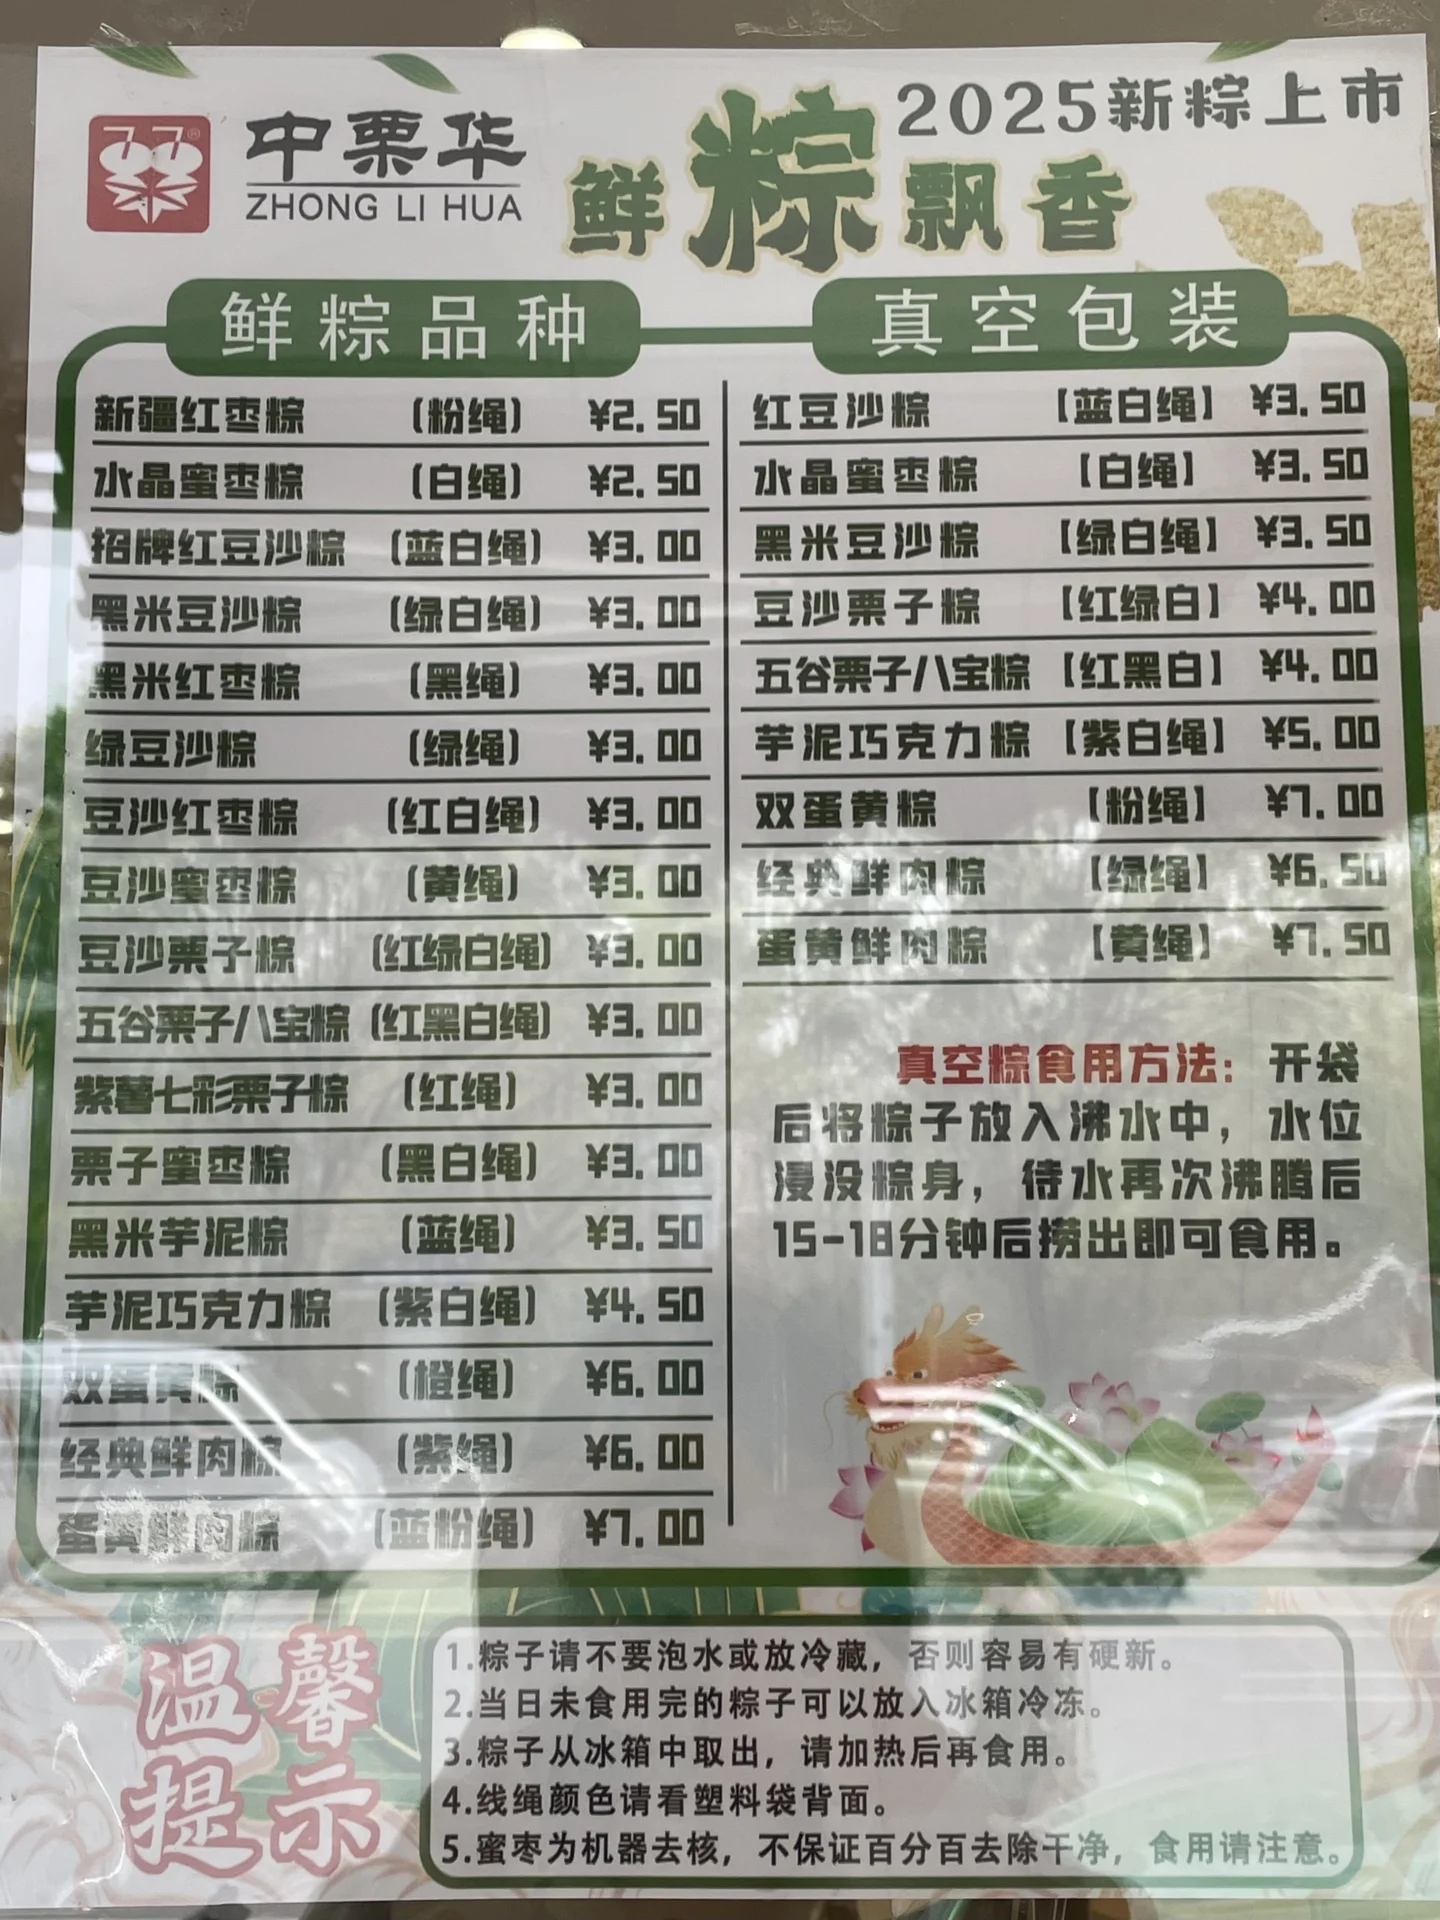 中栗华
ZHONG LI HUA
2025新粽上市
鲜粽飘香
鲜粽品种
新疆红枣粽 (粉绳) ¥2.50
水晶蜜枣粽 (白绳) ¥2.50
招牌红豆沙粽 (蓝白绳) ¥3.00
黑米豆沙粽 (绿白绳) ¥3.00
黑米红枣粽 (黑绳) ¥3.00
绿豆沙粽 (绿绳) ¥3.00
豆沙红枣粽 (红白绳) ¥3.00
豆沙蜜枣粽 (黄绳) ¥3.00
豆沙栗子粽 (红绿白绳) ¥3.00
五谷栗子八宝粽 (红黑白绳) ¥3.00
紫薯七彩栗子粽 (红绳) ¥3.00
栗子蜜枣粽 (黑白绳) ¥3.00
黑米芋泥粽 (蓝绳) ¥3.50
芋泥巧克力粽 (紫白绳) ¥4.50
双蛋黄粽 (橙绳) ¥6.00
经典鲜肉粽 (紫绳) ¥6.00
蛋黄鲜肉粽 (蓝粉绳) ¥7.00
真空包装
红豆沙粽 【蓝白绳】 ¥3.50
水晶蜜枣粽 【白绳】 ¥3.50
黑米豆沙粽 【绿白绳】 ¥3.50
豆沙栗子粽 【红绿白】 ¥4.00
五谷栗子八宝粽 【红黑白】 ¥4.00
芋泥巧克力粽 【紫白绳】 ¥5.00
双蛋黄粽 【粉绳】 ¥7.00
经典鲜肉粽 【绿绳】 ¥6.50
蛋黄鲜肉粽 【黄绳】 ¥7.50
真空粽食用方法：开袋
后将粽子放入沸水中，水位
浸没粽身，待水再次沸腾后
15-18分钟后捞出即可食用。
温馨
提示
1.粽子请不要泡水或放冷藏，否则容易有硬新。
2.当日未食用完的粽子可以放入冰箱冷冻。
3.粽子从冰箱中取出，请加热后再食用。
4.线绳颜色请看塑料袋背面。
5.蜜枣为机器去核，不保证百分百去除干净，食用请注意。